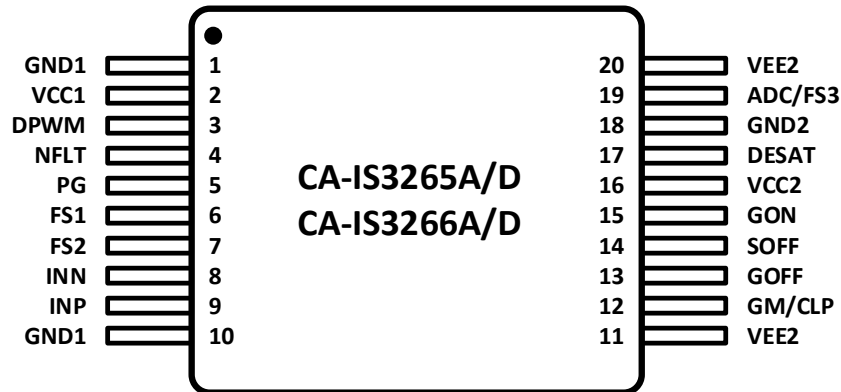 GND1 1 20 VEE2
VCC1 2 19 ADC/FS3
DPWM 3 18 GND2
NFLT 4 17 DESAT
PG 5 16 VCC2
FS1 6 15 GON
FS2 7 14 SOFF
INN 8 13 GOFF
INP 9 12 GM/CLP
GND1 10 11 VEE2
CA-IS3265A/D
CA-IS3266A/D